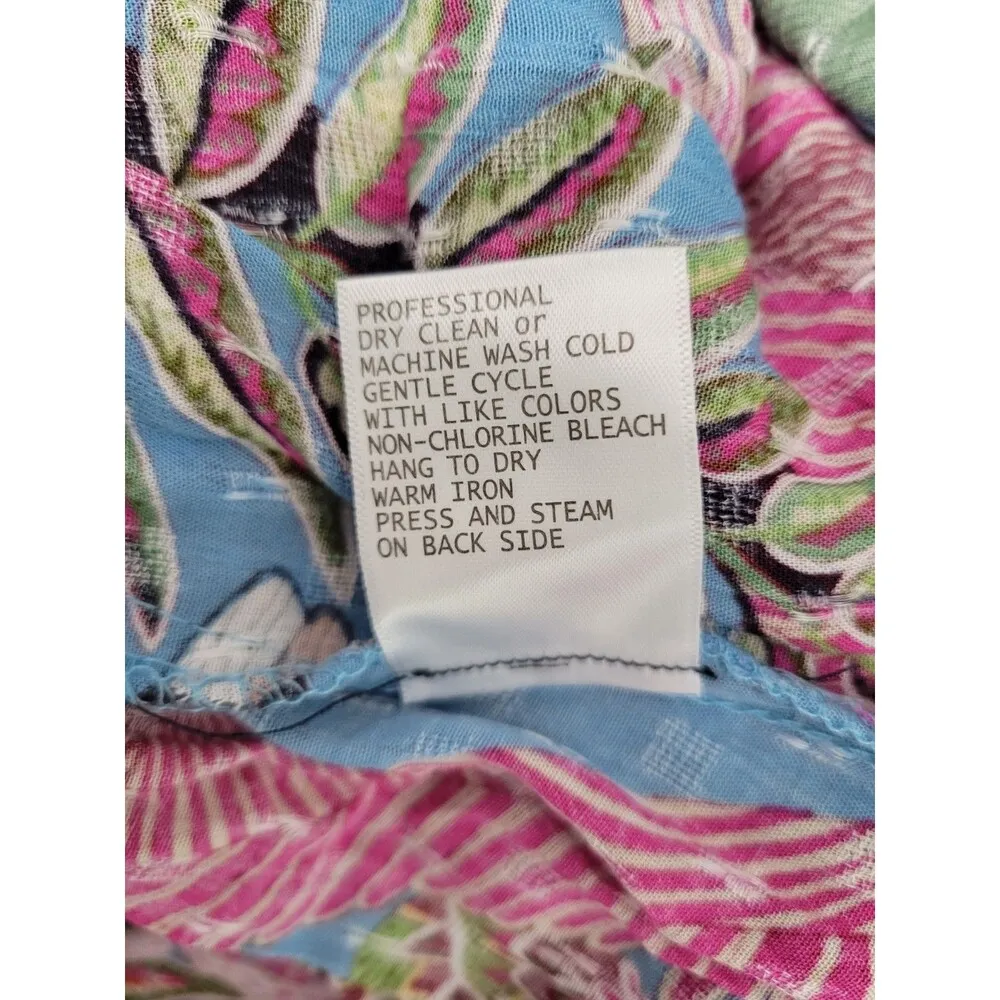 PROFESSIONAL
DRY CLEAN or
MACHINE WASH COLD
GENTLE CYCLE
WITH LIKE COLORS
NON-CHLORINE BLEACH
HANG TO DRY
WARM IRON
PRESS AND STEAM
ON BACK SIDE